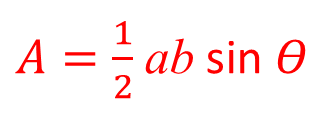 A = 1/2 ab sin θ